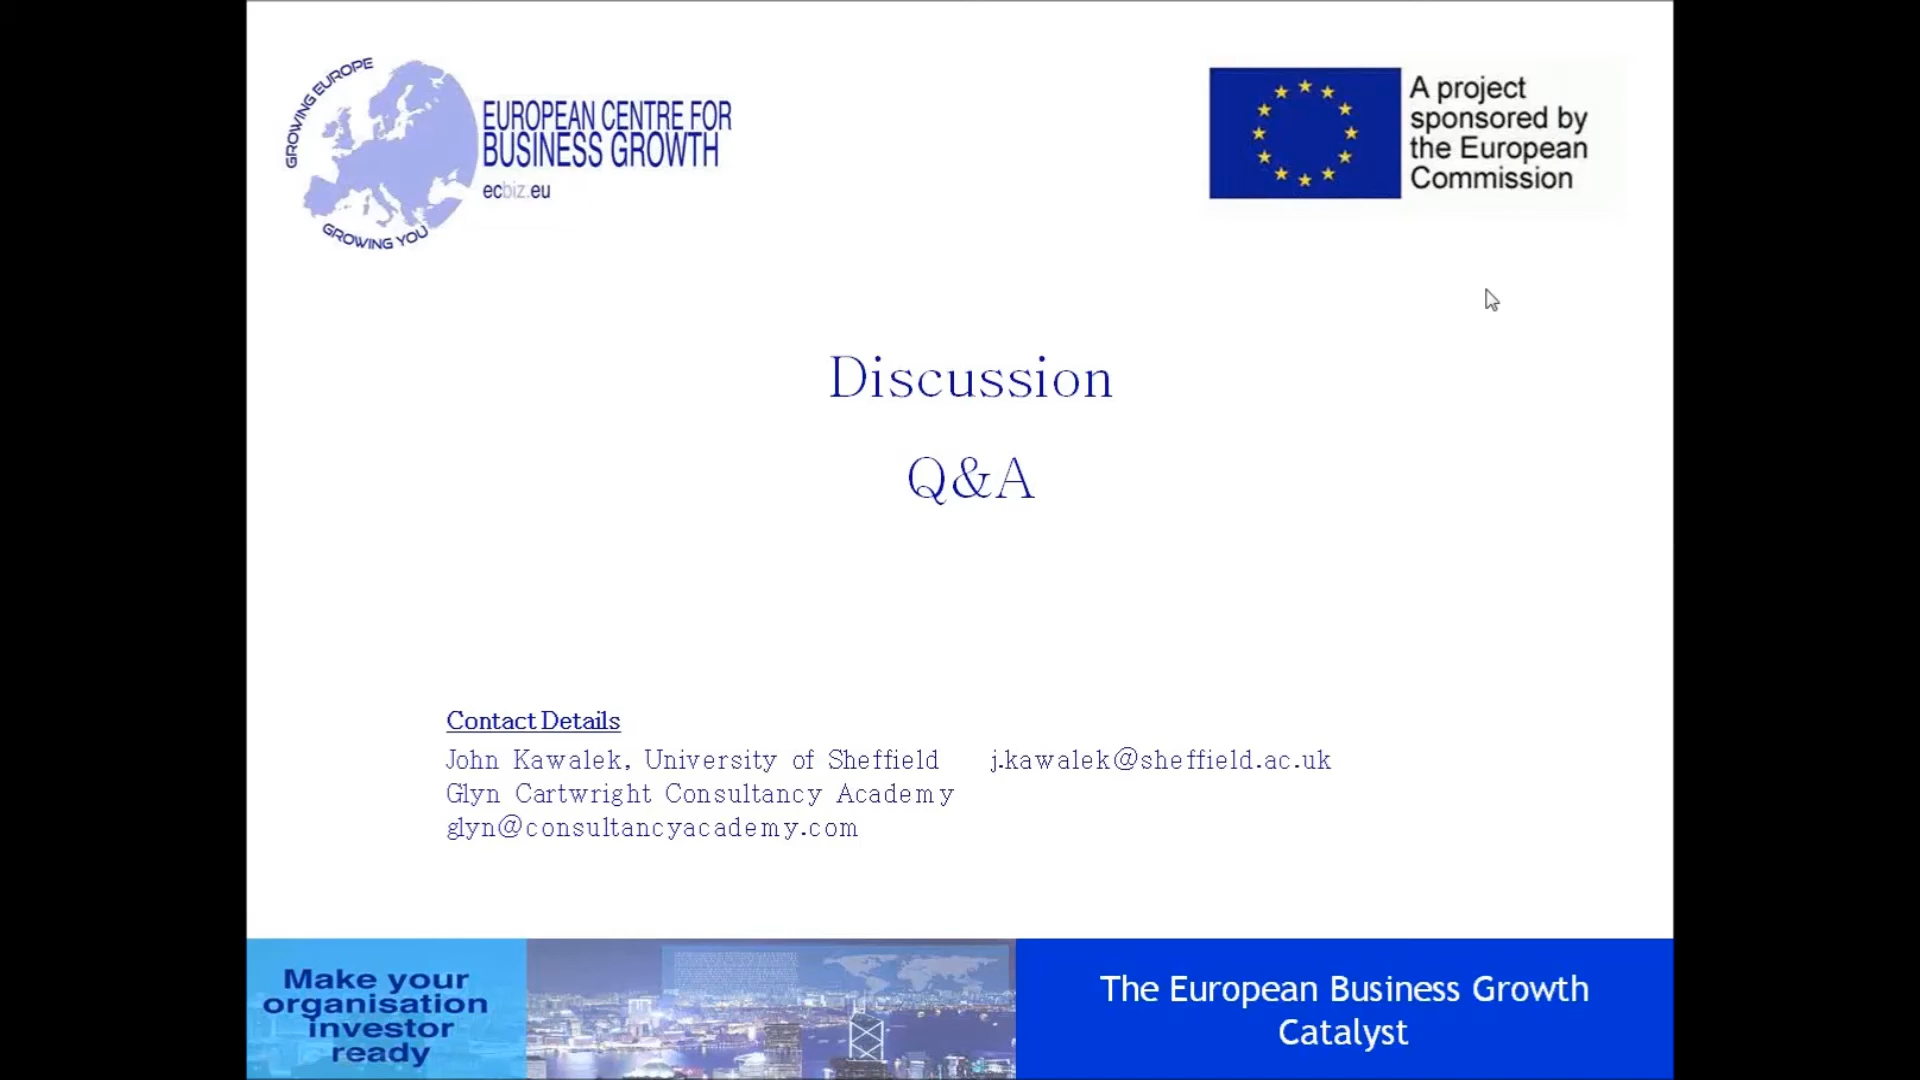 GROWING EUROPE
EUROPEAN CENTRE FOR
BUSINESS GROWTH
ecbiz.eu
GROWING YOU
A project
sponsored by
the European
Commission
Discussion
Q&A
Contact Details
John Kawalek, University of Sheffield j.kawalek@sheffield.ac.uk
Glyn Cartwright Consultancy Academy
glyn@consultancyacademy.com
Make your
organisation
investor
ready
The European Business Growth
Catalyst